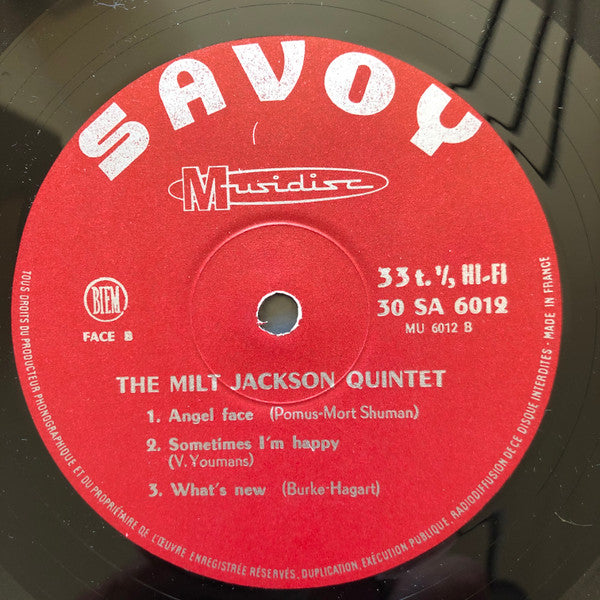 SAVOY
Musidisc
33 t. ⅓ HI-FI
30 SA 6012
MU 6012 B
BIEM
FACE B
THE MILT JACKSON QUINTET
1. Angel face (Pomus-Mort Shuman)
2. Sometimes I'm happy
(V. Youmans)
3. What's new (Burke-Hagart)
TOUS DROITS DU PRODUCTEUR PHONOGRAPHIQUE ET DU PROPRIÉTAIRE DE L'ŒUVRE ENREGISTRÉE RÉSERVÉS. DUPLICATION, EXÉCUTION PUBLIQUE, RADIODIFFUSION DE CE DISQUE INTERDITES - MADE IN FRANCE